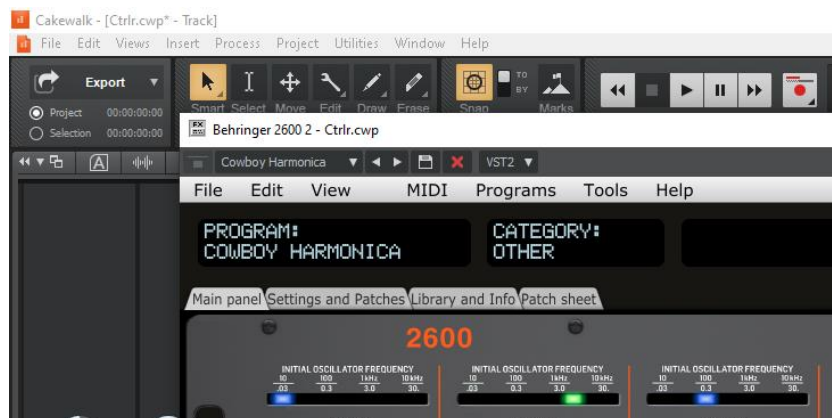 Cakewalk - [Ctrlr.cwp* - Track]
File Edit Views Insert Process Project Utilities Window Help
Export
Smart Select Move Edit Draw Erase
Snap
TO
BY
Marks
Project 00:00:00:00
Selection 00:00:00:00
FX
Behringer 2600 2 - Ctrlr.cwp
A
Cowboy Harmonica
VST2
File Edit View MIDI Programs Tools Help
PROGRAM:
COWBOY HARMONICA
CATEGORY:
OTHER
Main panel Settings and Patches Library and Info Patch sheet
2600
INITIAL OSCILLATOR FREQUENCY
10 100 1kHz 10kHz
.03 0.3 3.0 30.
INITIAL OSCILLATOR FREQUENCY
10 100 1kHz 10kHz
.03 0.3 3.0 30.
INITIAL OSCILLATOR FREQUENCY
10 100 1kHz 10kHz
.03 0.3 3.0 30.